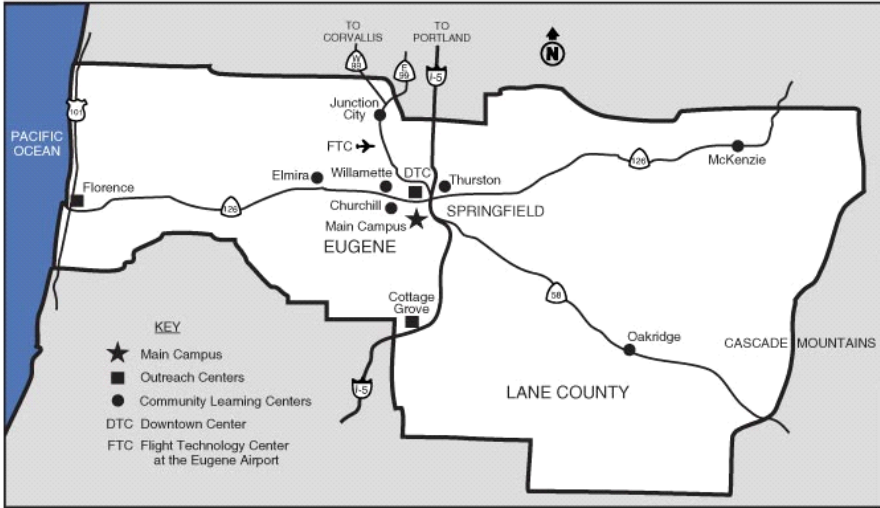 TO
CORVALLIS
TO
PORTLAND
W
99
E
99
I-5
N
Junction
City
101
PACIFIC
OCEAN
FTC
126
McKenzie
Elmira
Willamette
DTC
Thurston
Florence
126
Churchill
SPRINGFIELD
Main Campus
EUGENE
Cottage
Grove
58
KEY
Main Campus
Outreach Centers
Community Learning Centers
DTC Downtown Center
FTC Flight Technology Center
at the Eugene Airport
I-5
Oakridge
CASCADE MOUNTAINS
LANE COUNTY